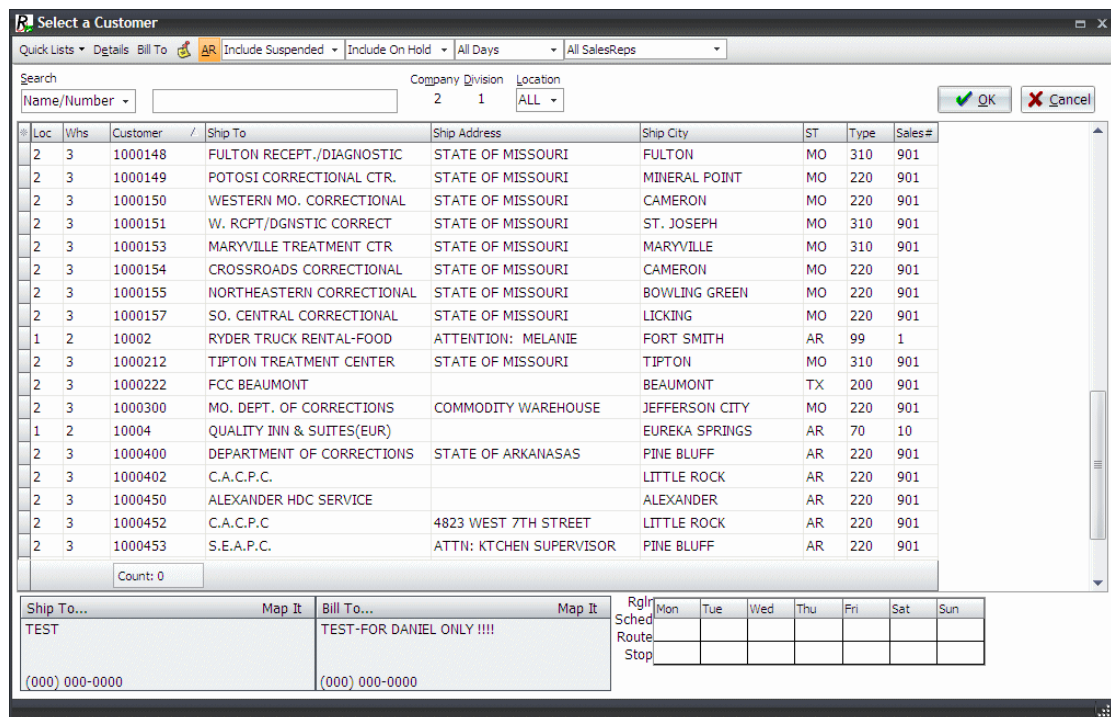 R Select a Customer
Quick Lists Details Bill To AR Include Suspended Include On Hold All Days All SalesReps
Search Company Division Location
Name/Number 2 1 ALL OK Cancel
Loc Whs Customer Ship To Ship Address Ship City ST Type Sales#
2 3 1000148 FULTON RECEPT./DIAGNOSTIC STATE OF MISSOURI FULTON MO 310 901
2 3 1000149 POTOSI CORRECTIONAL CTR. STATE OF MISSOURI MINERAL POINT MO 220 901
2 3 1000150 WESTERN MO. CORRECTIONAL STATE OF MISSOURI CAMERON MO 220 901
2 3 1000151 W. RCPT/DGNSTIC CORRECT STATE OF MISSOURI ST. JOSEPH MO 310 901
2 3 1000153 MARYVILLE TREATMENT CTR STATE OF MISSOURI MARYVILLE MO 310 901
2 3 1000154 CROSSROADS CORRECTIONAL STATE OF MISSOURI CAMERON MO 220 901
2 3 1000155 NORTHEASTERN CORRECTIONAL STATE OF MISSOURI BOWLING GREEN MO 220 901
2 3 1000157 SO. CENTRAL CORRECTIONAL STATE OF MISSOURI LICKING MO 220 901
1 2 10002 RYDER TRUCK RENTAL-FOOD ATTENTION: MELANIE FORT SMITH AR 99 1
2 3 1000212 TIPTON TREATMENT CENTER STATE OF MISSOURI TIPTON MO 310 901
2 3 1000222 FCC BEAUMONT BEAUMONT TX 200 901
2 3 1000300 MO. DEPT. OF CORRECTIONS COMMODITY WAREHOUSE JEFFERSON CITY MO 220 901
1 2 10004 QUALITY INN & SUITES(EUR) EUREKA SPRINGS AR 70 10
2 3 1000400 DEPARTMENT OF CORRECTIONS STATE OF ARKANASAS PINE BLUFF AR 220 901
2 3 1000402 C.A.C.P.C. LITTLE ROCK AR 220 901
2 3 1000450 ALEXANDER HDC SERVICE ALEXANDER AR 220 901
2 3 1000452 C.A.C.P.C 4823 WEST 7TH STREET LITTLE ROCK AR 220 901
2 3 1000453 S.E.A.P.C. ATTN: KTCHEN SUPERVISOR PINE BLUFF AR 220 901
Count: 0
Ship To... Map It Bill To... Map It Rglr Mon Tue Wed Thu Fri Sat Sun
TEST TEST-FOR DANIEL ONLY !!!! Sched
Route
Stop
(000) 000-0000 (000) 000-0000